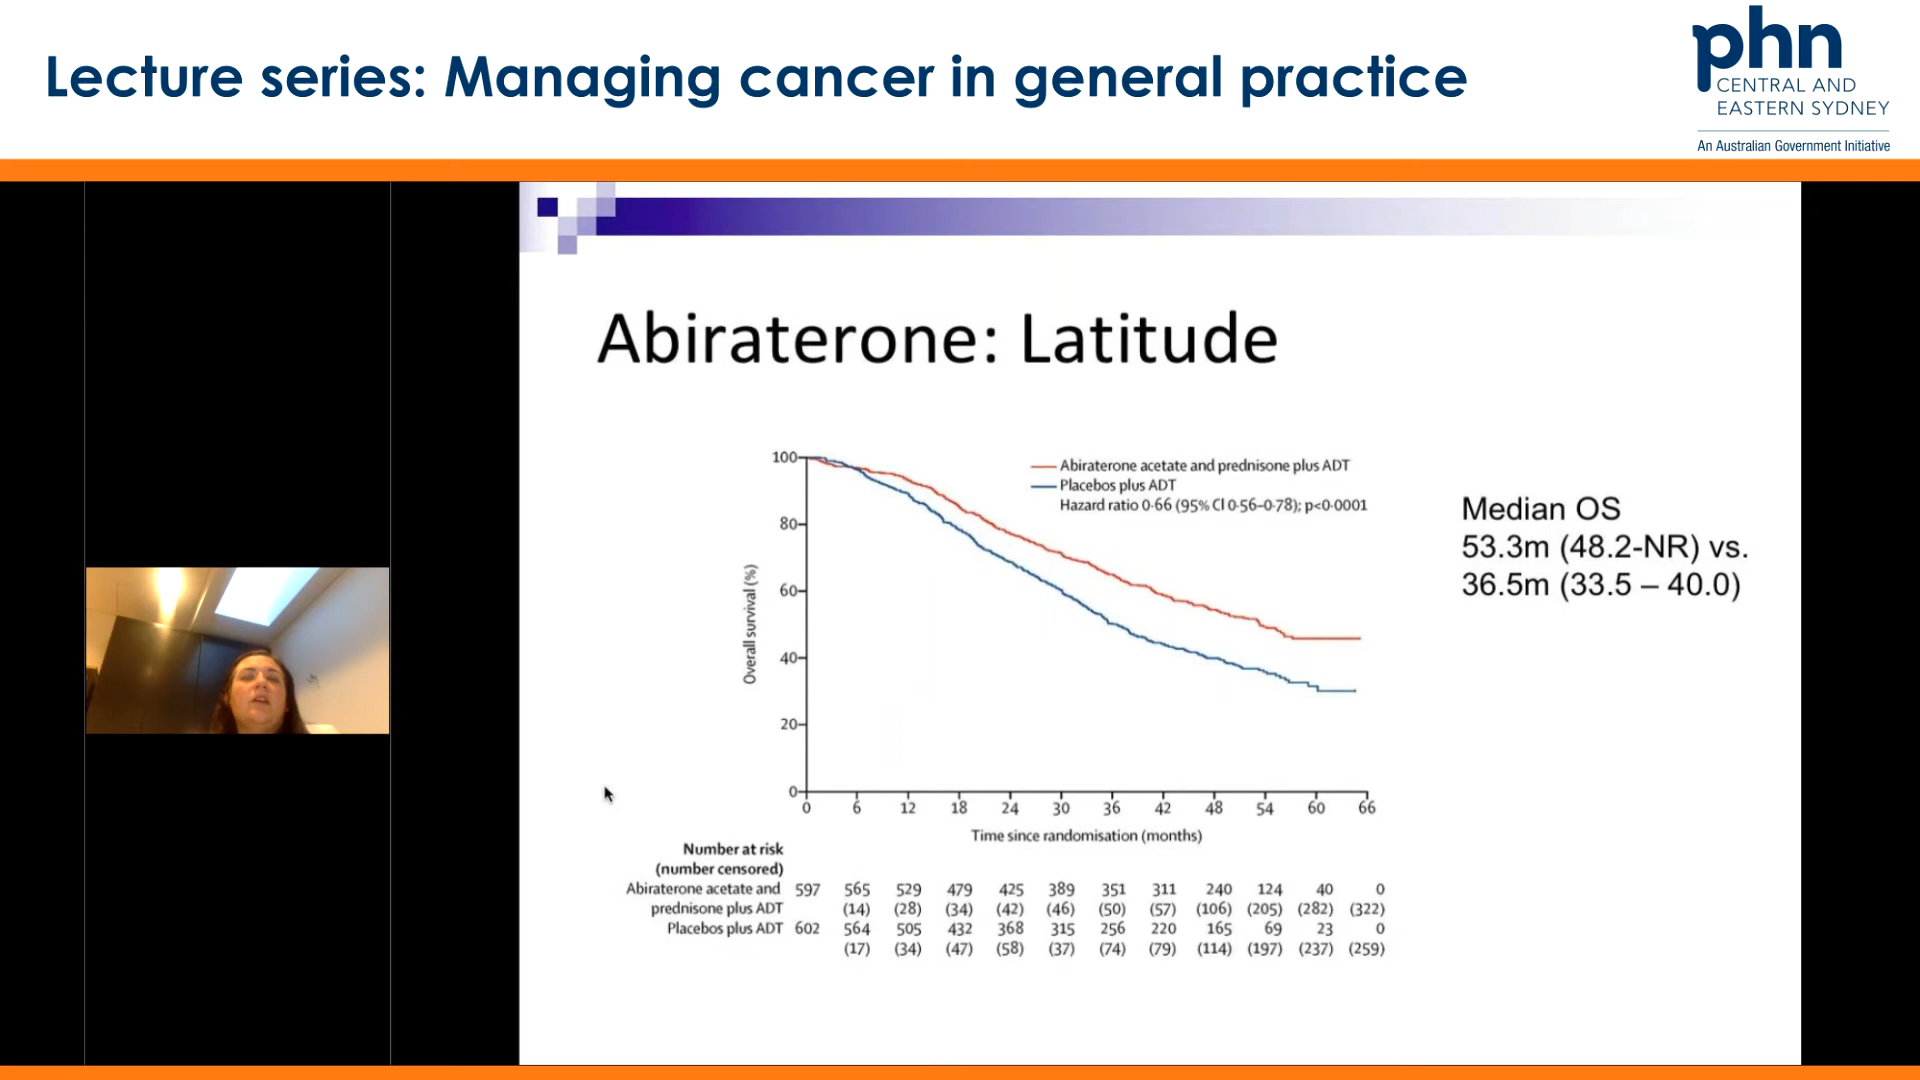 Lecture series: Managing cancer in general practice
phn
CENTRAL AND
EASTERN SYDNEY
An Australian Government Initiative
Abiraterone: Latitude
100
80
60
40
20
0
Overall survival (%)
Abiraterone acetate and prednisone plus ADT
Placebos plus ADT
Hazard ratio 0·66 (95% CI 0·56–0·78); p<0·0001
0 6 12 18 24 30 36 42 48 54 60 66
Time since randomisation (months)
Median OS
53.3m (48.2-NR) vs.
36.5m (33.5 – 40.0)
Number at risk
(number censored)
Abiraterone acetate and 597 565 529 479 425 389 351 311 240 124 40 0
prednisone plus ADT (14) (28) (34) (42) (46) (50) (57) (106) (205) (282) (322)
Placebos plus ADT 602 564 505 432 368 315 256 220 165 69 23 0
(17) (34) (47) (58) (37) (74) (79) (114) (197) (237) (259)